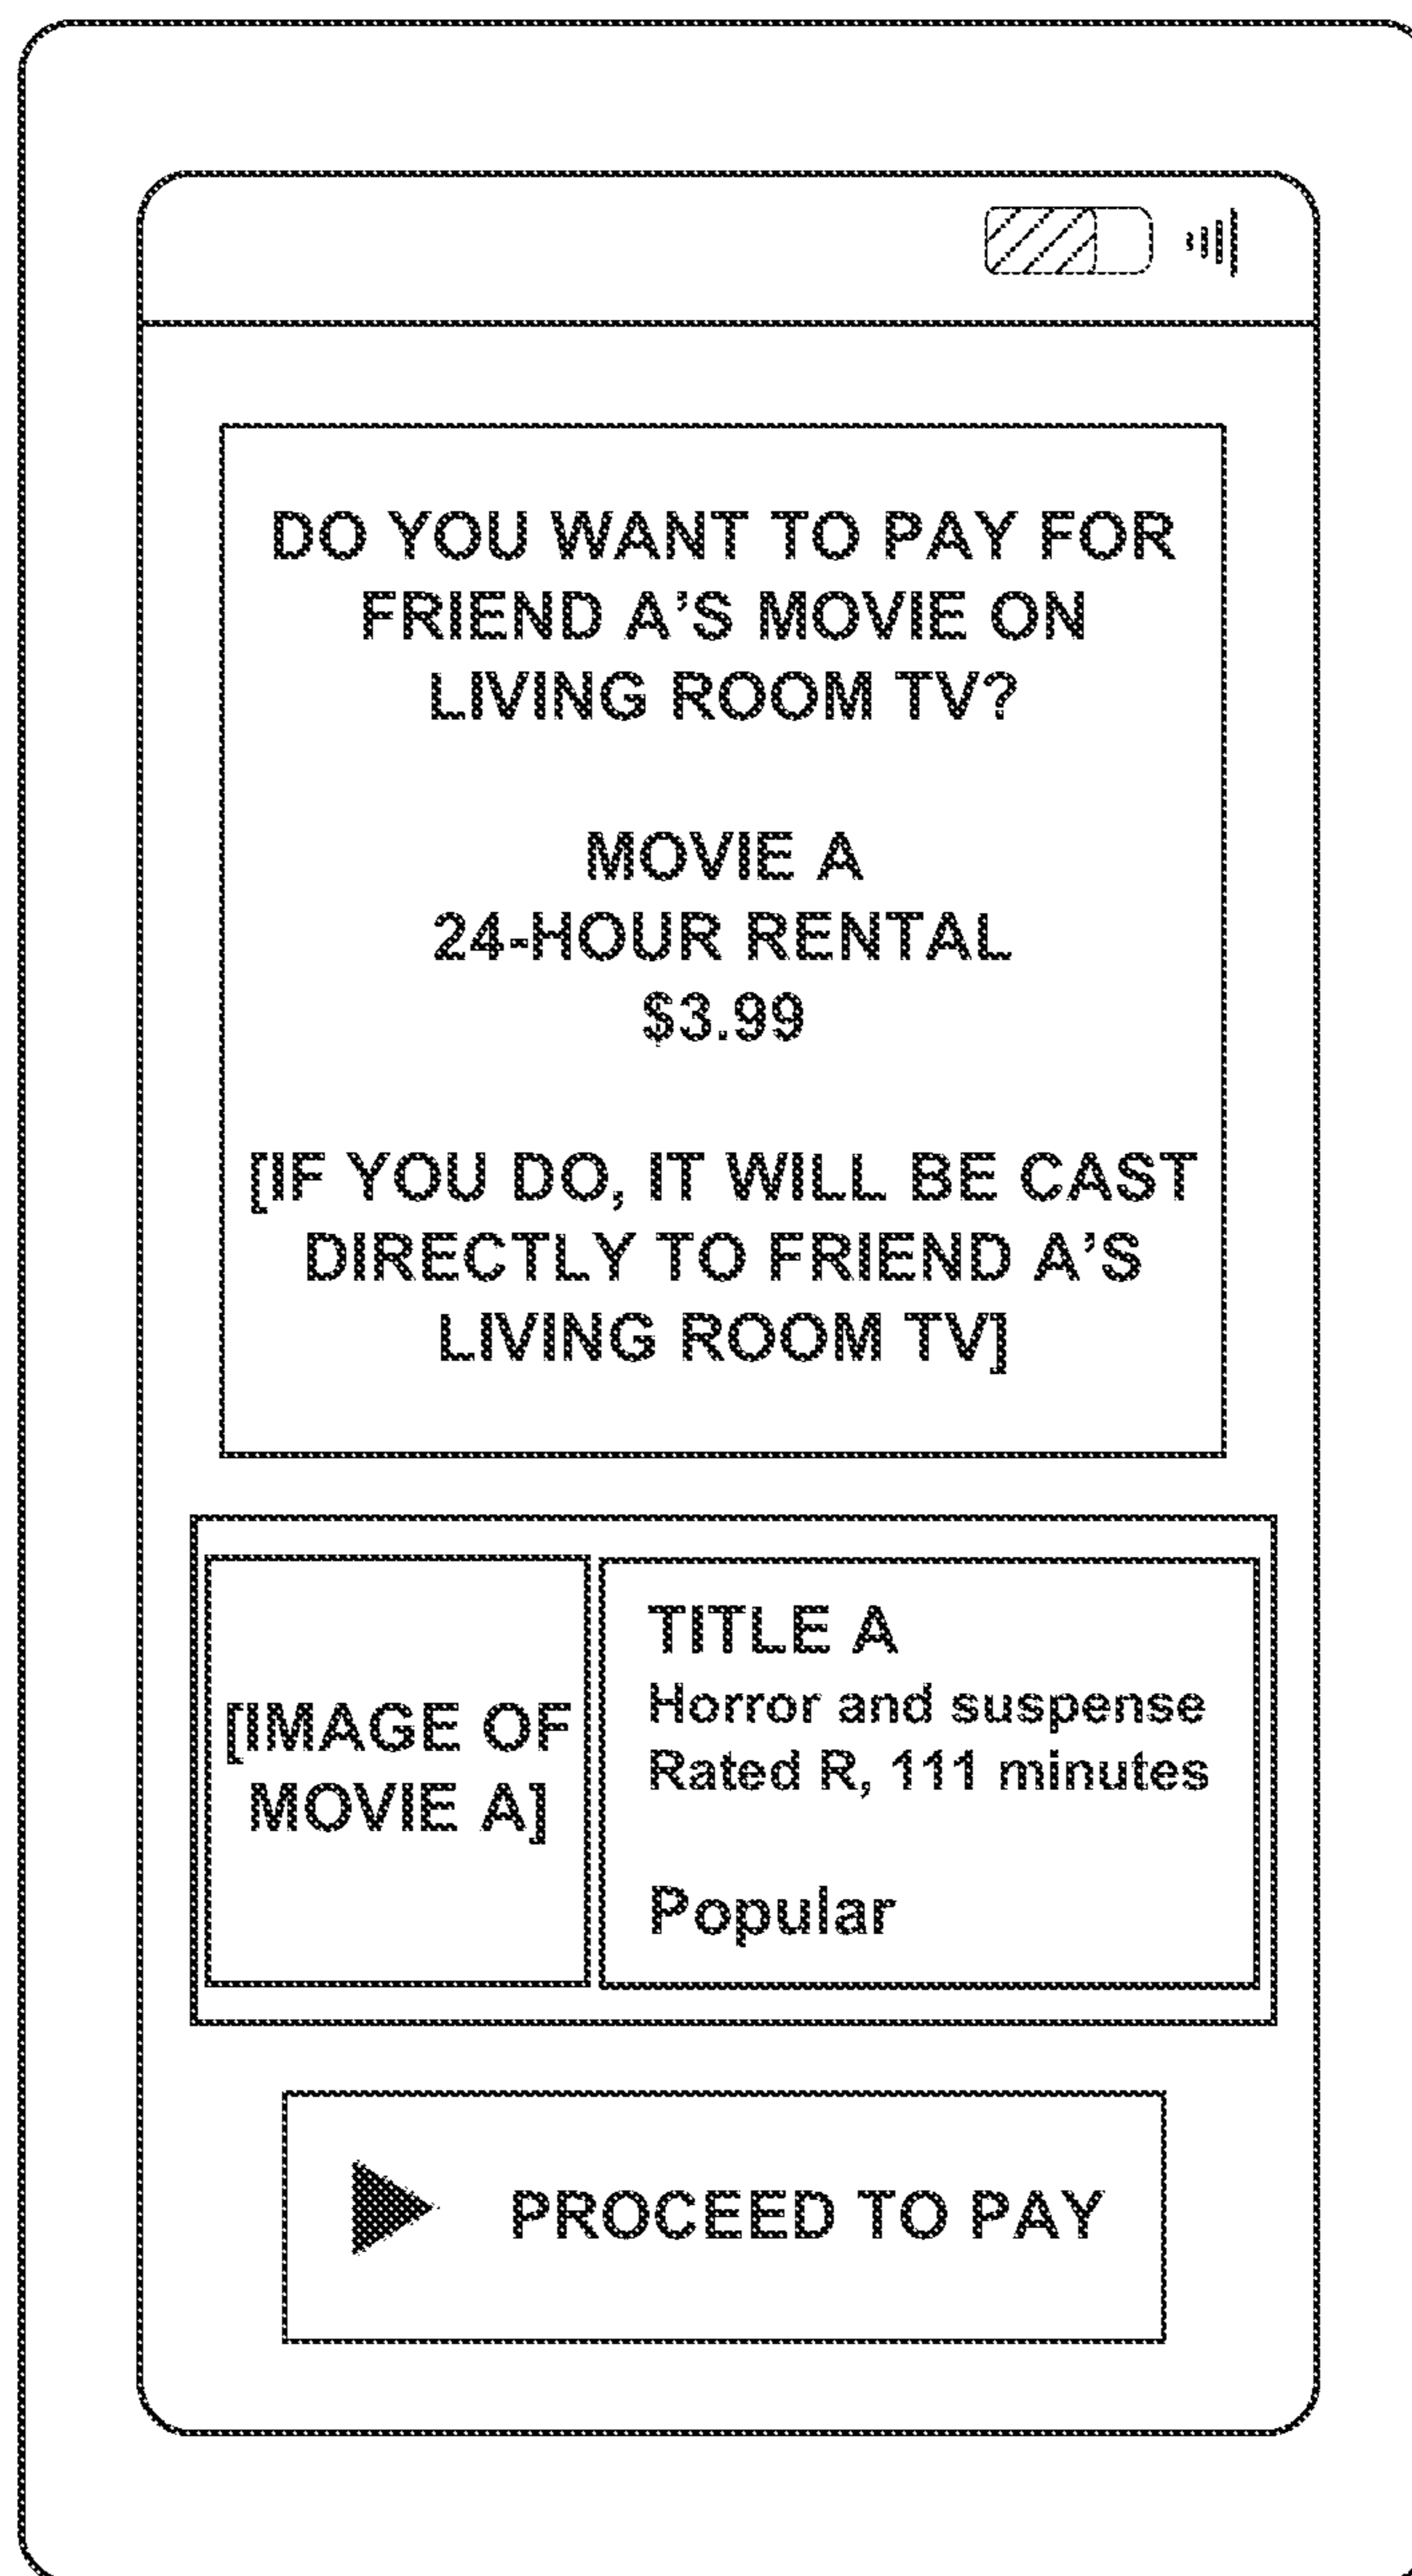 DO YOU WANT TO PAY FOR
FRIEND A’S MOVIE ON
LIVING ROOM TV?
MOVIE A
24-HOUR RENTAL
$3.99
[IF YOU DO, IT WILL BE CAST
DIRECTLY TO FRIEND A’S
LIVING ROOM TV]
[IMAGE OF
MOVIE A]
TITLE A
Horror and suspense
Rated R, 111 minutes
Popular
PROCEED TO PAY